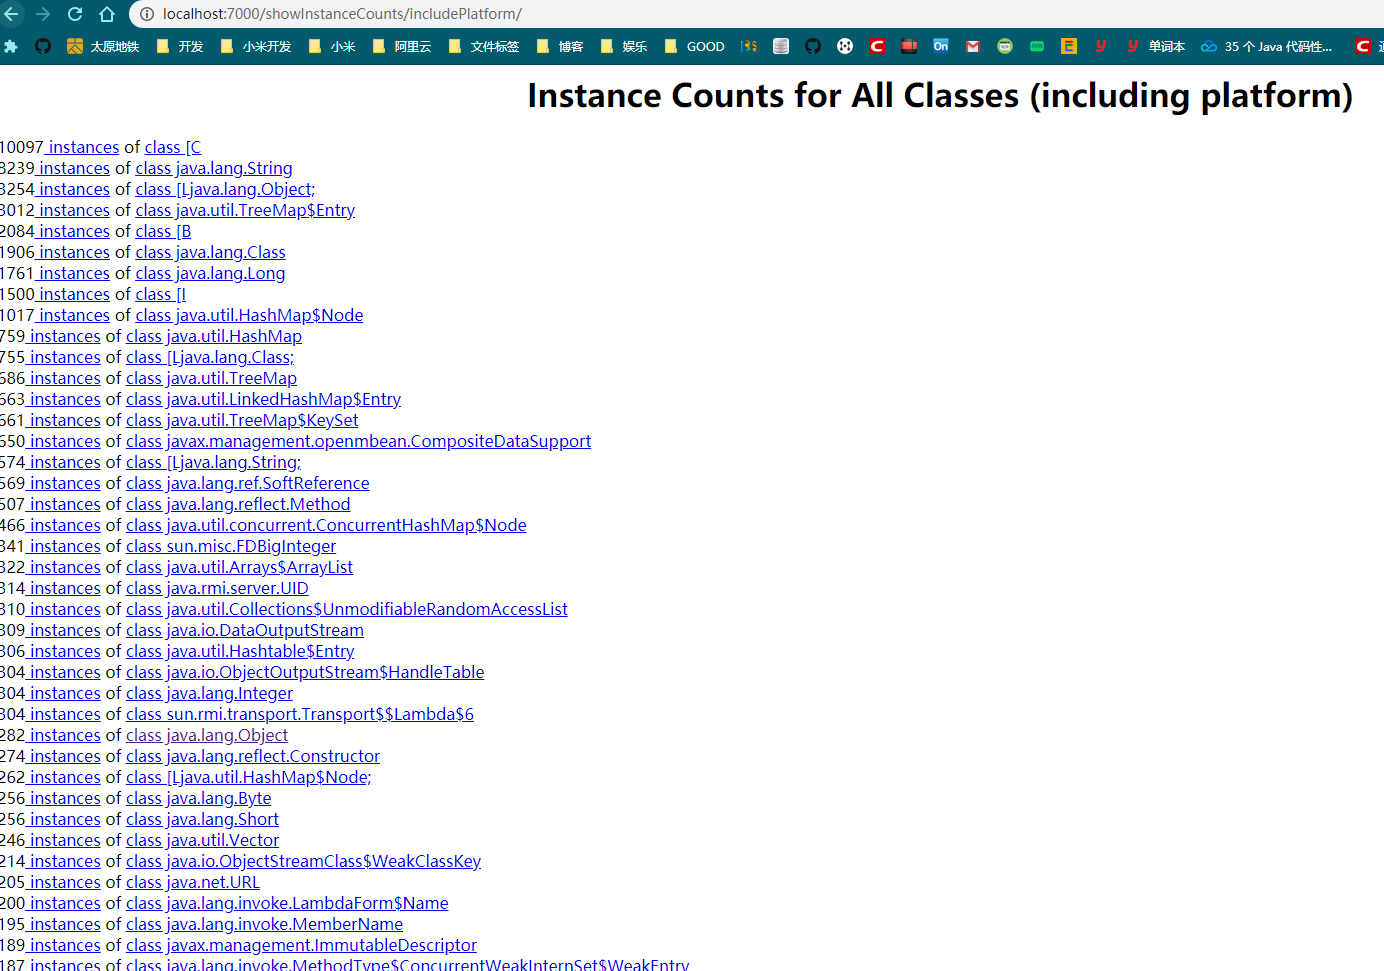 localhost:7000/showInstanceCounts/includePlatform/
太原地铁 开发 小米开发 小米 阿里云 文件标签 博客 娱乐 GOOD 单词本 35 个 Java 代码性...
Instance Counts for All Classes (including platform)
10097 instances of class [C
8239 instances of class java.lang.String
3254 instances of class [Ljava.lang.Object;
3012 instances of class java.util.TreeMap$Entry
2084 instances of class [B
1906 instances of class java.lang.Class
1761 instances of class java.lang.Long
1500 instances of class [I
1017 instances of class java.util.HashMap$Node
759 instances of class java.util.HashMap
755 instances of class [Ljava.lang.Class;
686 instances of class java.util.TreeMap
663 instances of class java.util.LinkedHashMap$Entry
661 instances of class java.util.TreeMap$KeySet
650 instances of class javax.management.openmbean.CompositeDataSupport
574 instances of class [Ljava.lang.String;
569 instances of class java.lang.ref.SoftReference
507 instances of class java.lang.reflect.Method
466 instances of class java.util.concurrent.ConcurrentHashMap$Node
341 instances of class sun.misc.FDBigInteger
322 instances of class java.util.Arrays$ArrayList
314 instances of class java.rmi.server.UID
310 instances of class java.util.Collections$UnmodifiableRandomAccessList
309 instances of class java.io.DataOutputStream
306 instances of class java.util.Hashtable$Entry
304 instances of class java.io.ObjectOutputStream$HandleTable
304 instances of class java.lang.Integer
304 instances of class sun.rmi.transport.Transport$$Lambda$6
282 instances of class java.lang.Object
274 instances of class java.lang.reflect.Constructor
262 instances of class [Ljava.util.HashMap$Node;
256 instances of class java.lang.Byte
256 instances of class java.lang.Short
246 instances of class java.util.Vector
214 instances of class java.io.ObjectStreamClass$WeakClassKey
205 instances of class java.net.URL
200 instances of class java.lang.invoke.LambdaForm$Name
195 instances of class java.lang.invoke.MemberName
189 instances of class javax.management.ImmutableDescriptor
187 instances of class java.lang.invoke.MethodType$ConcurrentWeakInternSet$WeakEntry